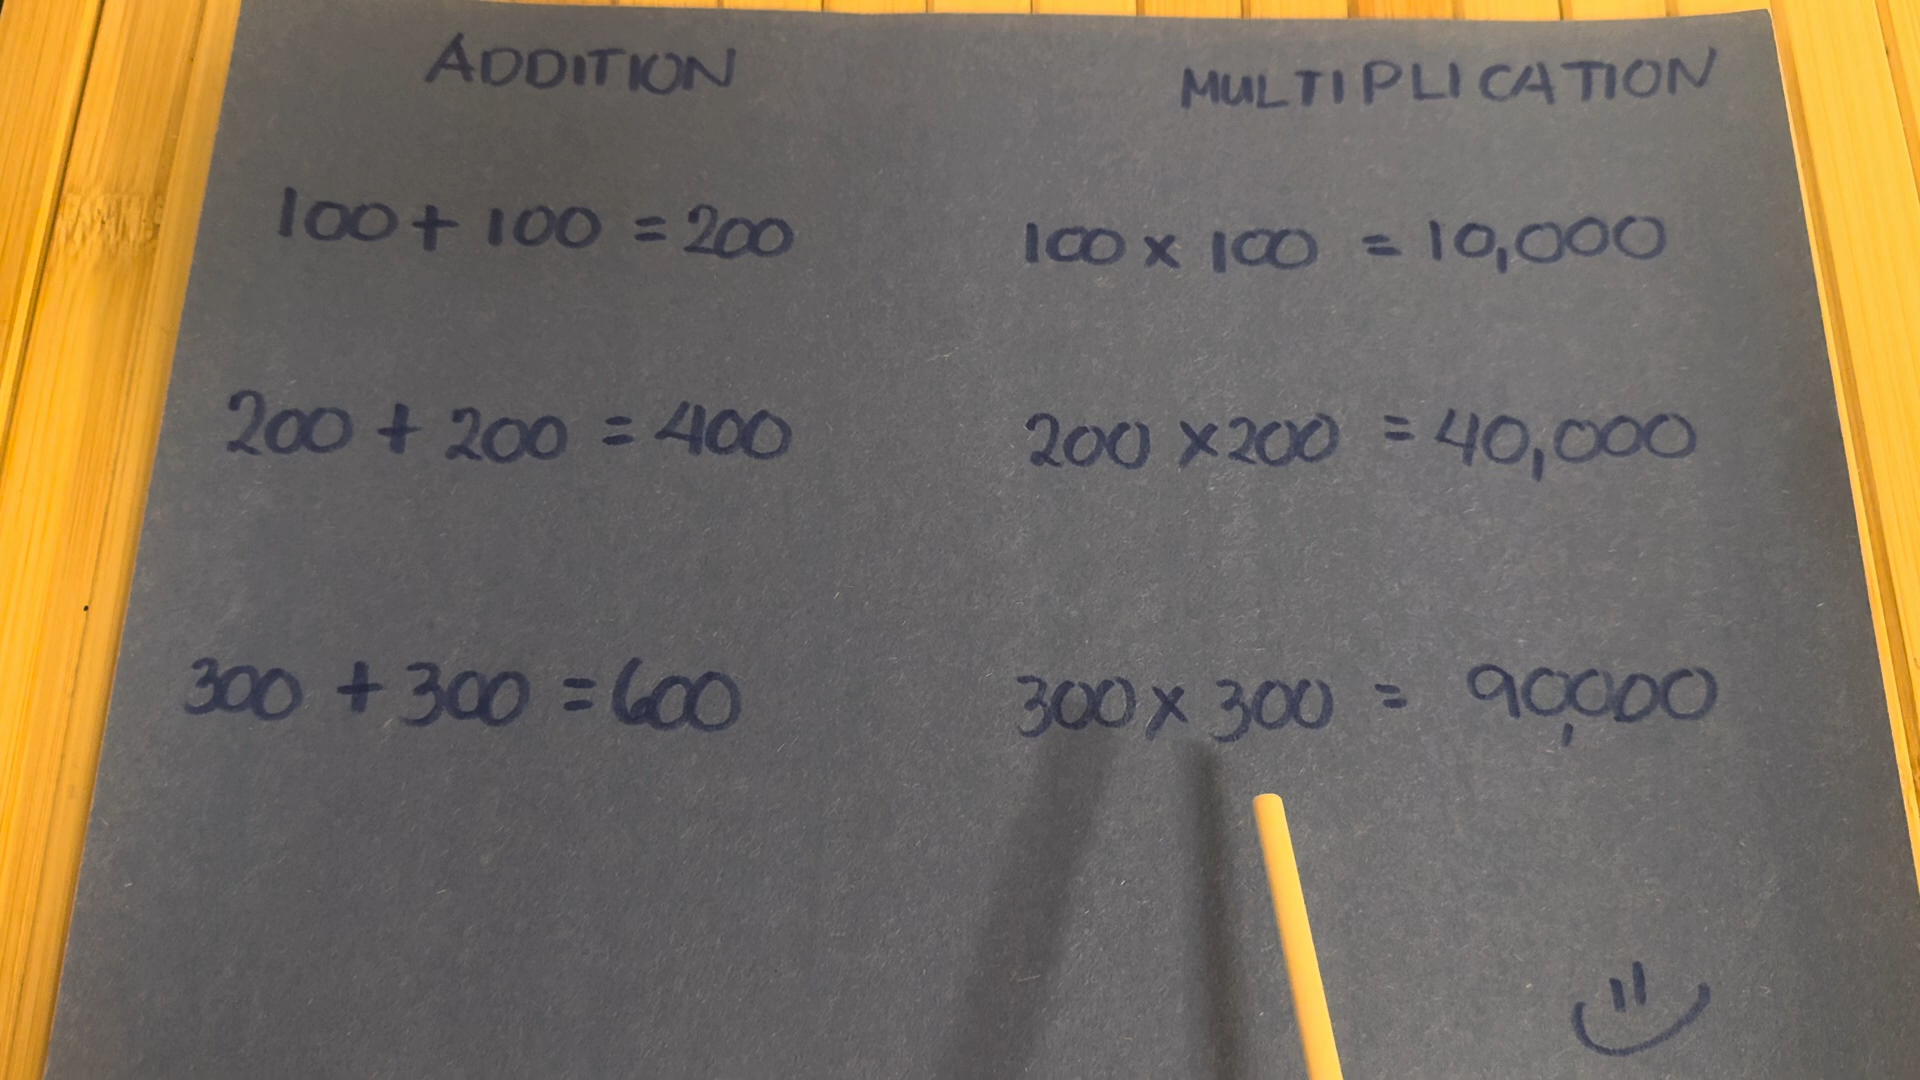 ADDITION
100 + 100 = 200
200 + 200 = 400
300 + 300 = 600
MULTIPLICATION
100 x 100 = 10,000
200 x 200 = 40,000
300 x 300 = 90,000